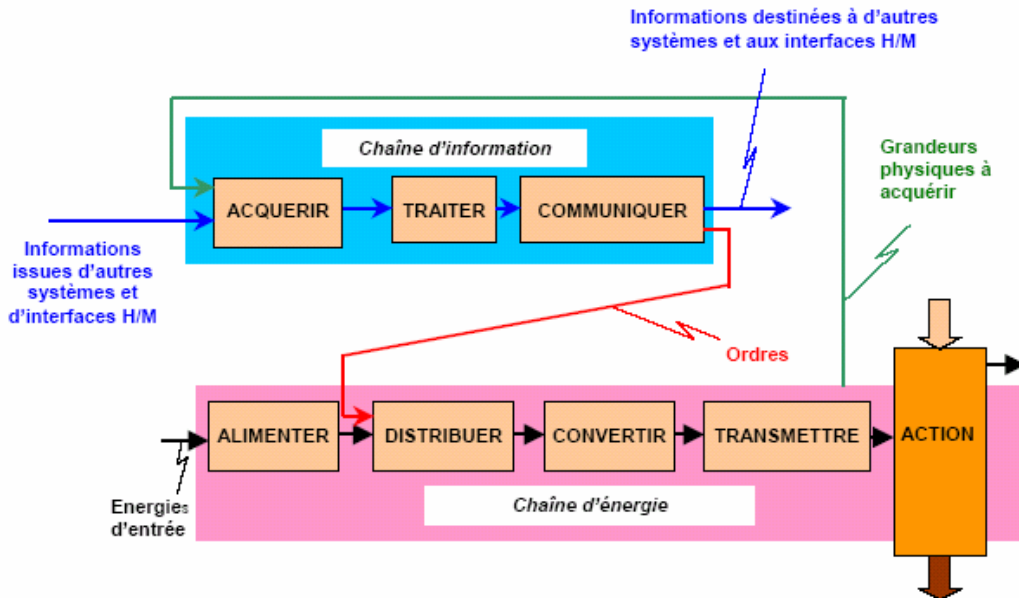 Informations destinées à d'autres
systèmes et aux interfaces H/M
Chaîne d'information
Grandeurs
physiques à
acquérir
ACQUERIR
TRAITER
COMMUNIQUER
Informations
issues d'autres
systèmes et
d'interfaces H/M
Ordres
ALIMENTER
DISTRIBUER
CONVERTIR
TRANSMETTRE
ACTION
Energies
d'entrée
Chaîne d'énergie